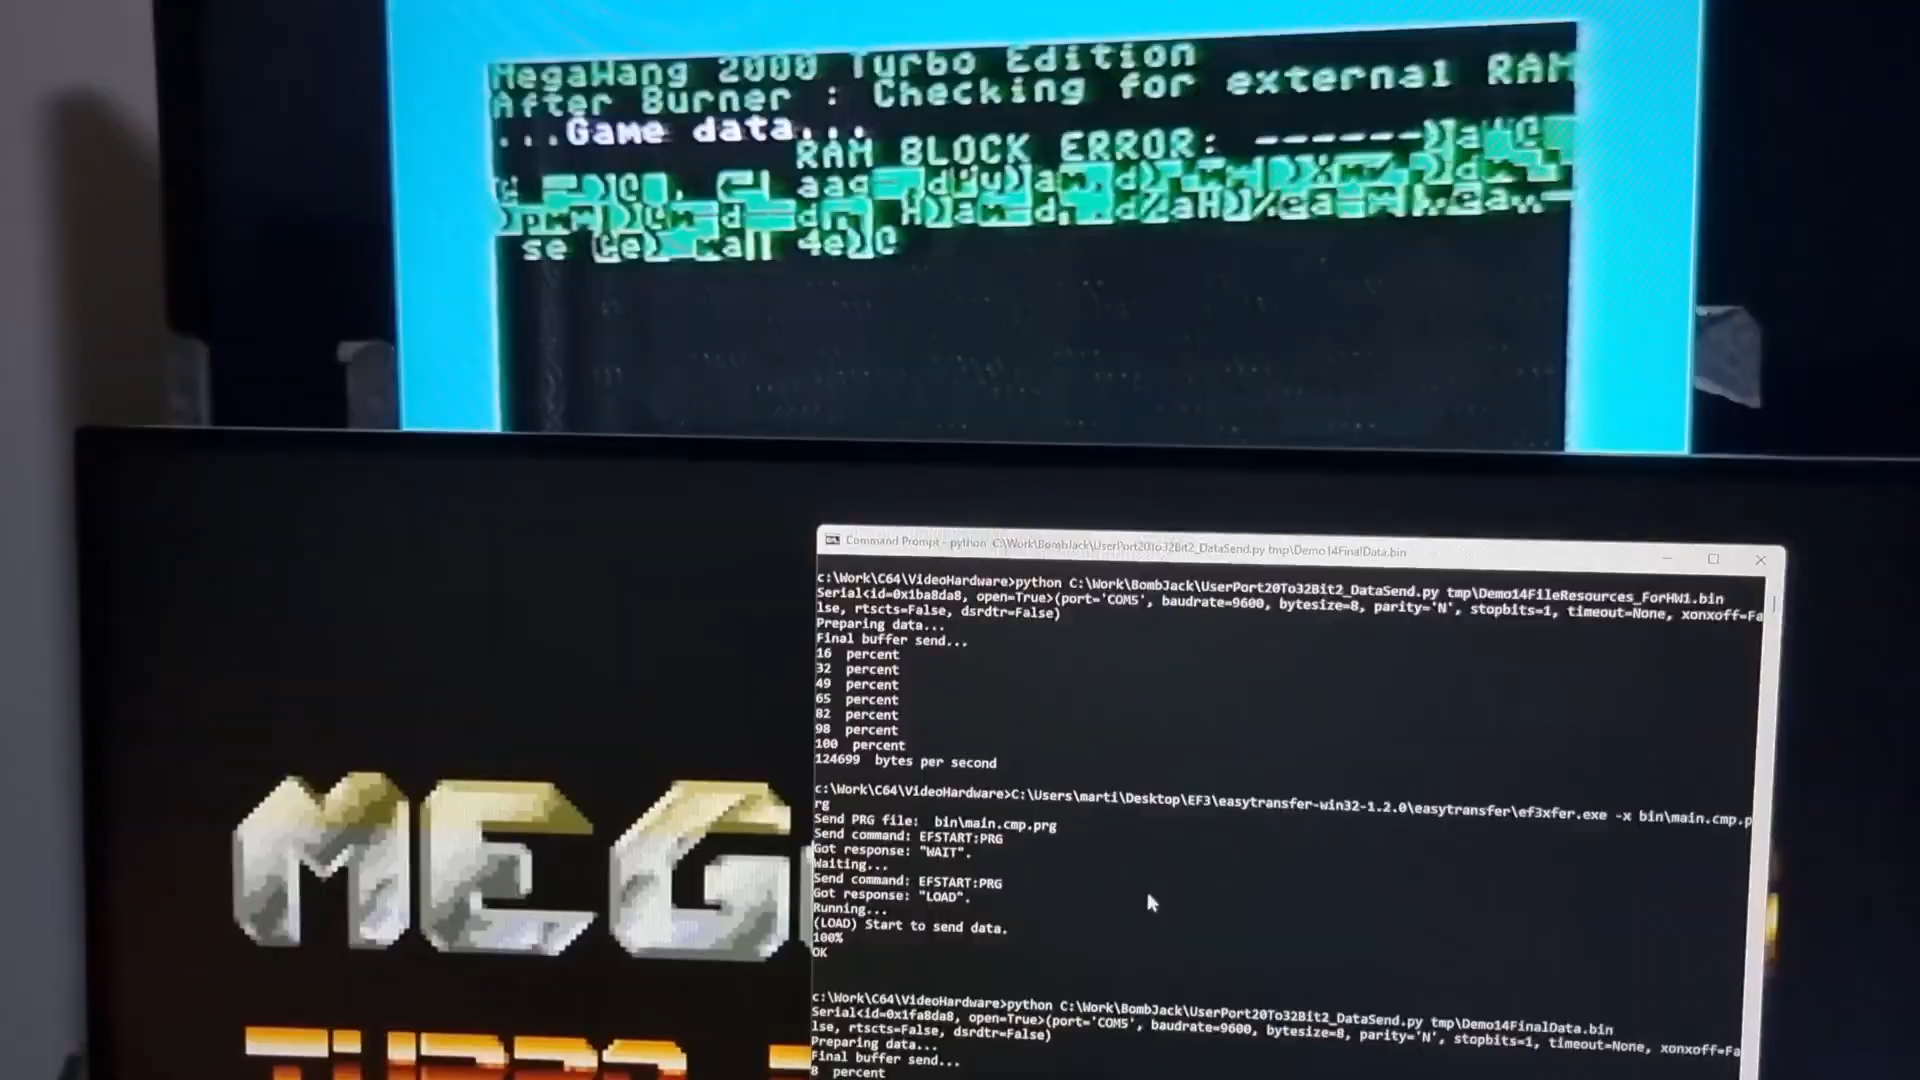 MegaWang 2000 Turbo Edition
After Burner : Checking for external RAM
...Game data...
RAM BLOCK ERROR: ------
se
Command Prompt - python C:\Work\BombJack\UserPort20To32Bit2_DataSend.py tmp\Demo14FinalData.bin
c:\Work\C64\VideoHardware>python C:\Work\BombJack\UserPort20To32Bit2_DataSend.py tmp\Demo14FileResources_ForHW1.bin
Serial<id=0x1ba8da8, open=True>(port='COM5', baudrate=9600, bytesize=8, parity='N', stopbits=1, timeout=None, xonxoff=Fa
lse, rtscts=False, dsrdtr=False)
Preparing data...
Final buffer send...
16 percent
32 percent
49 percent
65 percent
82 percent
98 percent
100 percent
124699 bytes per second
c:\Work\C64\VideoHardware>C:\Users\marti\Desktop\EF3\easytransfer-win32-1.2.0\easytransfer\ef3xfer.exe -x bin\main.cmp.p
rg
Send PRG file: bin\main.cmp.prg
Send command: EFSTART:PRG
Got response: "WAIT".
Waiting...
Send command: EFSTART:PRG
Got response: "LOAD".
Running...
(LOAD) Start to send data.
100%
OK
c:\Work\C64\VideoHardware>python C:\Work\BombJack\UserPort20To32Bit2_DataSend.py tmp\Demo14FinalData.bin
Serial<id=0x1fa8da8, open=True>(port='COM5', baudrate=9600, bytesize=8, parity='N', stopbits=1, timeout=None, xonxoff=Fa
lse, rtscts=False, dsrdtr=False)
Preparing data...
Final buffer send...
8 percent
MEG